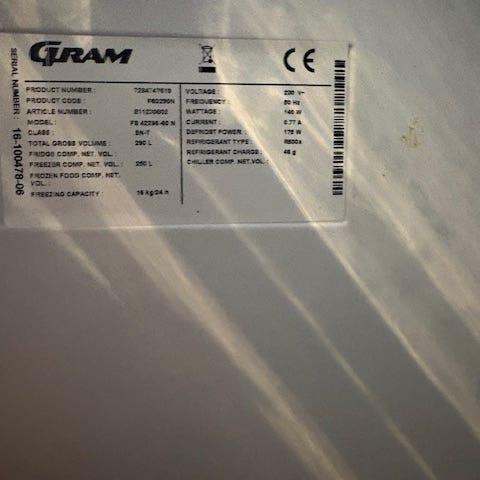 GRAM
CE
SERIAL NUMBER: 16-100478-06
PRODUCT NUMBER : 7284747619
PRODUCT CODE : F60296N
ARTICLE NUMBER :
MODEL : FS 42296-60 N
CLASS : SN-T
TOTAL GROSS VOLUME : 290 L
FRIDGE COMP. NET. VOL. :
FREEZER COMP. NET. VOL. : 250 L
FROZEN FOOD COMP. NET. VOL. :
FREEZING CAPACITY : 16 kg/24 h
VOLTAGE : 230 V~
FREQUENCY : 50 Hz
WATTAGE : 140 W
CURRENT : 0.77 A
DEFROST POWER : 175 W
REFRIGERANT TYPE : R600a
REFRIGERANT CHARGE : 46 g
CHILLER COMP. NET. VOL :